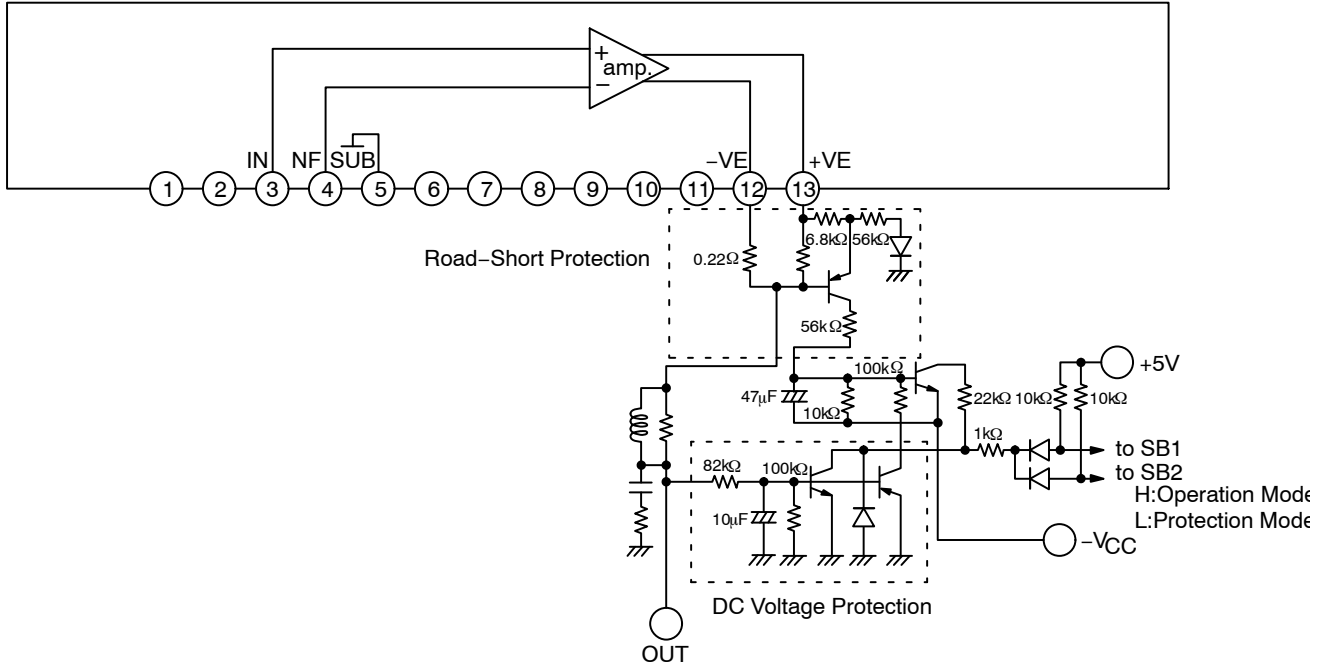 +
amp.
−
IN NF SUB −VE +VE
1 2 3 4 5 6 7 8 9 10 11 12 13
6.8kΩ 56kΩ
Road−Short Protection
0.22Ω
56kΩ
100kΩ
+5V
47µF
10kΩ
22kΩ 10kΩ 10kΩ
1kΩ
to SB1
82kΩ 100kΩ
to SB2
H:Operation Mode
10µF
L:Protection Mode
−VCC
DC Voltage Protection
OUT